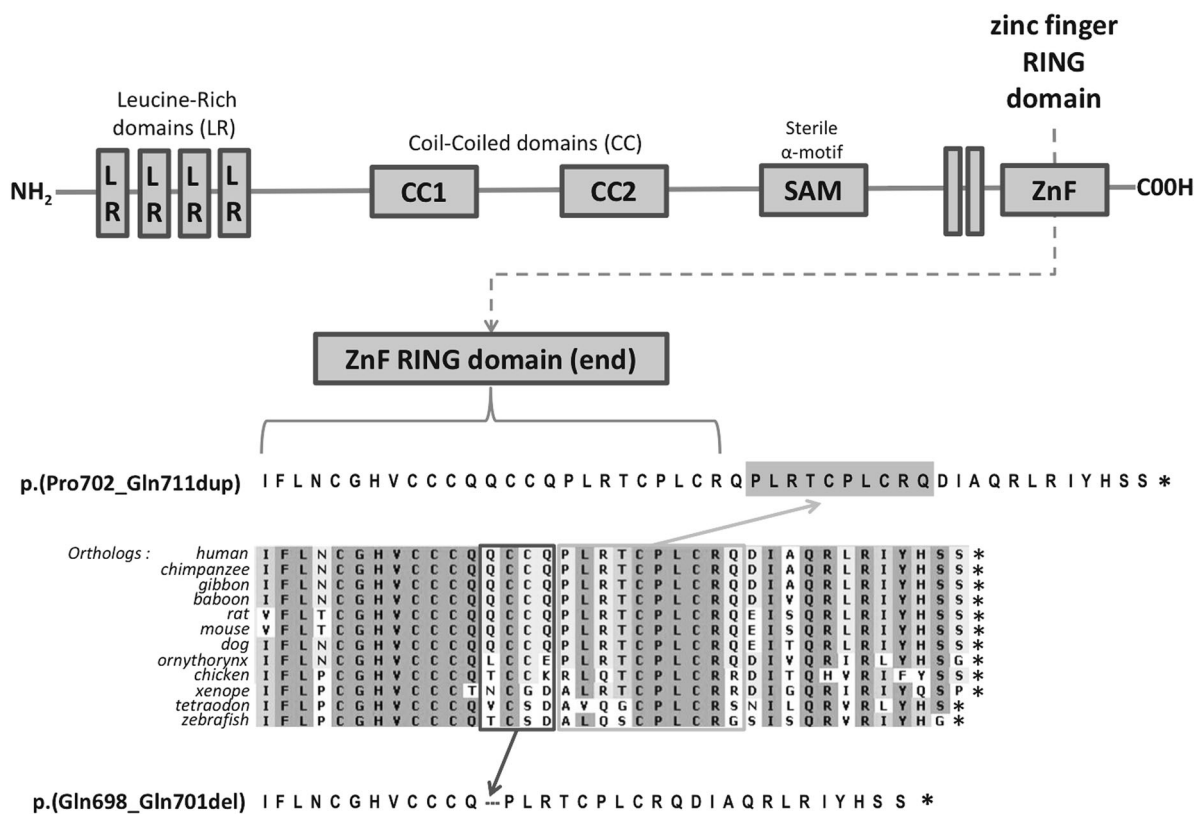 zinc finger
RING
domain
Leucine-Rich
domains (LR)
Coil-Coiled domains (CC)
Sterile
α-motif
NH₂ L R L R L R L R CC1 CC2 SAM ZnF C00H
ZnF RING domain (end)
p.(Pro702_Gln711dup) I F L N C G H V C C C Q Q C C Q P L R T C P L C R Q P L R T C P L C R Q D I A Q R L R I Y H S S *
Orthologs : human I F L N C G H V C C C Q Q C C Q P L R T C P L C R Q D I A Q R L R I Y H S S *
chimpanzee I F L N C G H V C C C Q Q C C Q P L R T C P L C R Q D I A Q R L R I Y H S S *
gibbon I F L N C G H V C C C Q Q C C Q P L R T C P L C R Q D I A Q R L R I Y H S S *
baboon I F L N C G H V C C C Q Q C C Q P L R T C P L C R Q D I V Q R L R I Y H S S *
rat V F L T C G H V C C C Q Q C C Q P L R T C P L C R Q E I S Q R L R I Y H S S *
mouse V F L T C G H V C C C Q Q C C Q P L R T C P L C R Q E I S Q R L R I Y H S S *
dog I F L N C G H V C C C Q Q C C Q P L R T C P L C R Q E I T Q R L R I Y H S S *
ornythorynx I F L N C G H V C C C Q L C C E P L R T C P L C R Q D I V Q R I R L Y H S G *
chicken I F L P C G H V C C C Q T C C K R L Q T C P L C R R D I T Q H V R I F Y S S *
xenope I F L P C G H V C C C T N C G D A L R T C P L C R R D I G Q R I R I Y Q S P *
tetraodon I F L P C G H V C C C Q V C S D A V Q G C P L C R S N I L Q R V R L Y H S *
zebrafish I F L P C G H V C C C Q T C S D A L Q S C P L C R G S I S Q R V R I Y H G *
p.(Gln698_Gln701del) I F L N C G H V C C C Q --- P L R T C P L C R Q D I A Q R L R I Y H S S *